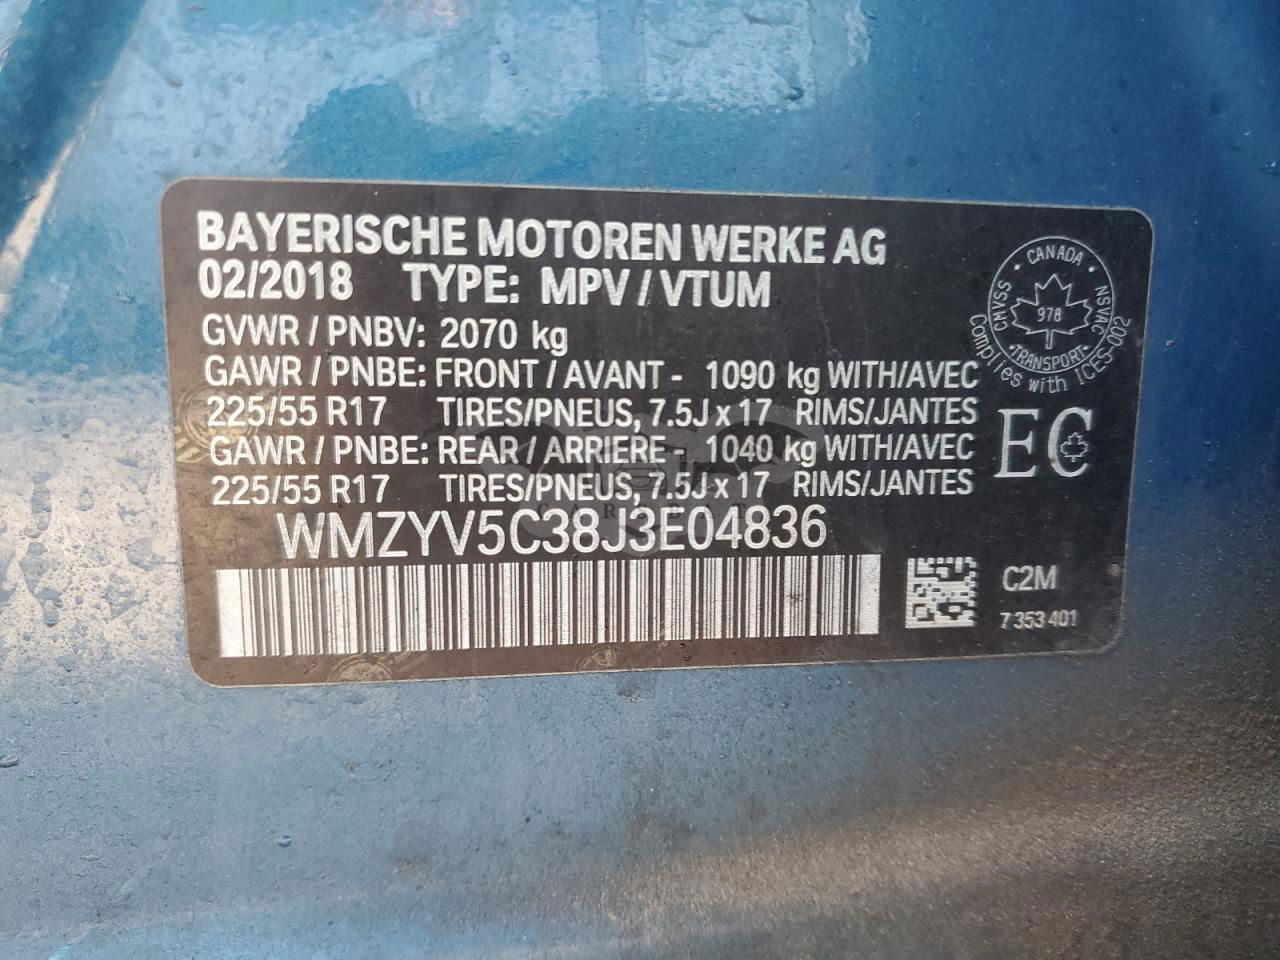 BAYERISCHE MOTOREN WERKE AG
02/2018 TYPE: MPV / VTUM
GVWR / PNBV: 2070 kg
GAWR / PNBE: FRONT / AVANT - 1090 kg WITH/AVEC
225/55 R17 TIRES/PNEUS, 7.5J x 17 RIMS/JANTES
GAWR / PNBE: REAR / ARRIERE - 1040 kg WITH/AVEC
225/55 R17 TIRES/PNEUS, 7.5J x 17 RIMS/JANTES
WMZYV5C38J3E04836
CANADA
CMVSS
NSVAC
978
TRANSPORT
Complies with ICES-002
EC
C2M
7 353 401